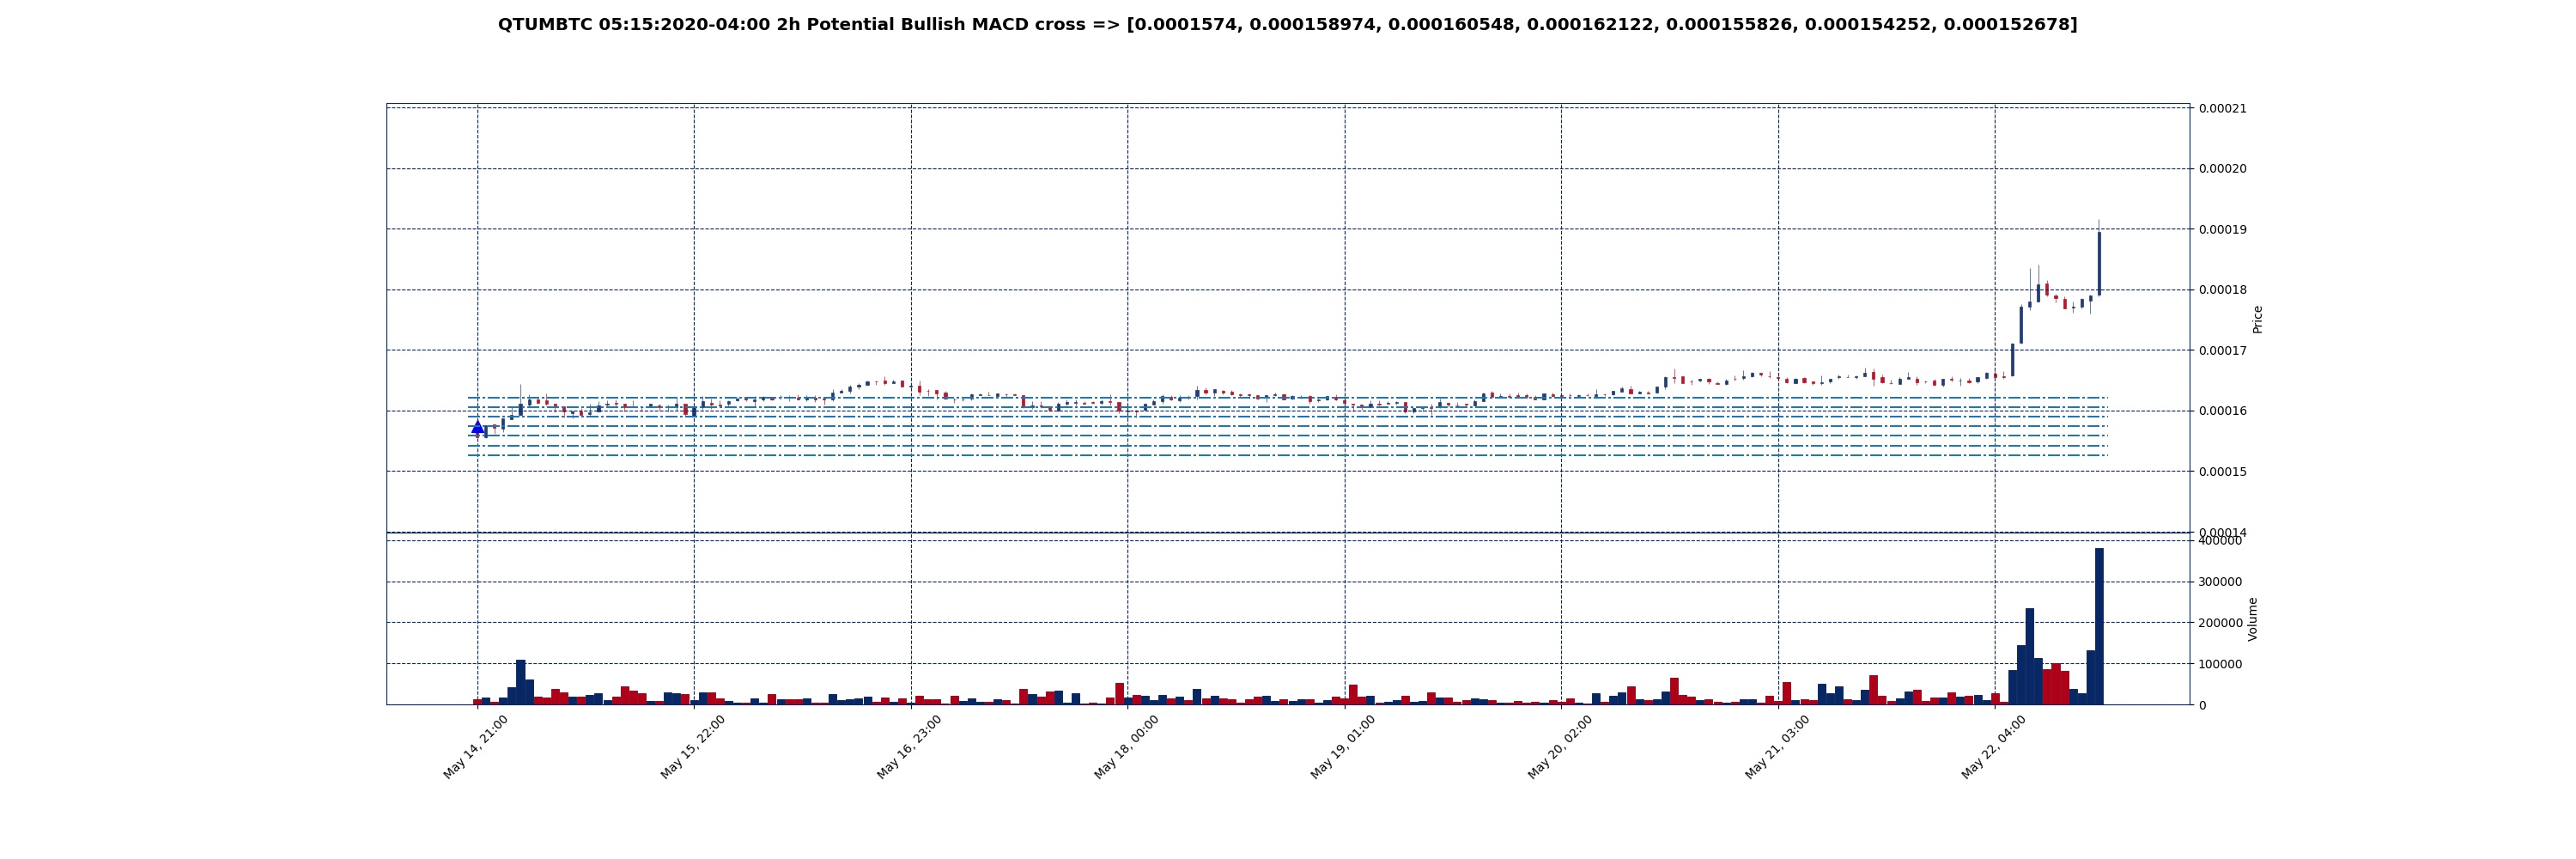 QTUMBTC 05:15:2020-04:00 2h Potential Bullish MACD cross => [0.0001574, 0.000158974, 0.000160548, 0.000162122, 0.000155826, 0.000154252, 0.000152678]
0.00021
0.00020
0.00019
0.00018
0.00017
0.00016
0.00015
0.00014
Price
400000
300000
200000
100000
0
Volume
May 14, 21:00
May 15, 22:00
May 16, 23:00
May 18, 00:00
May 19, 01:00
May 20, 02:00
May 21, 03:00
May 22, 04:00